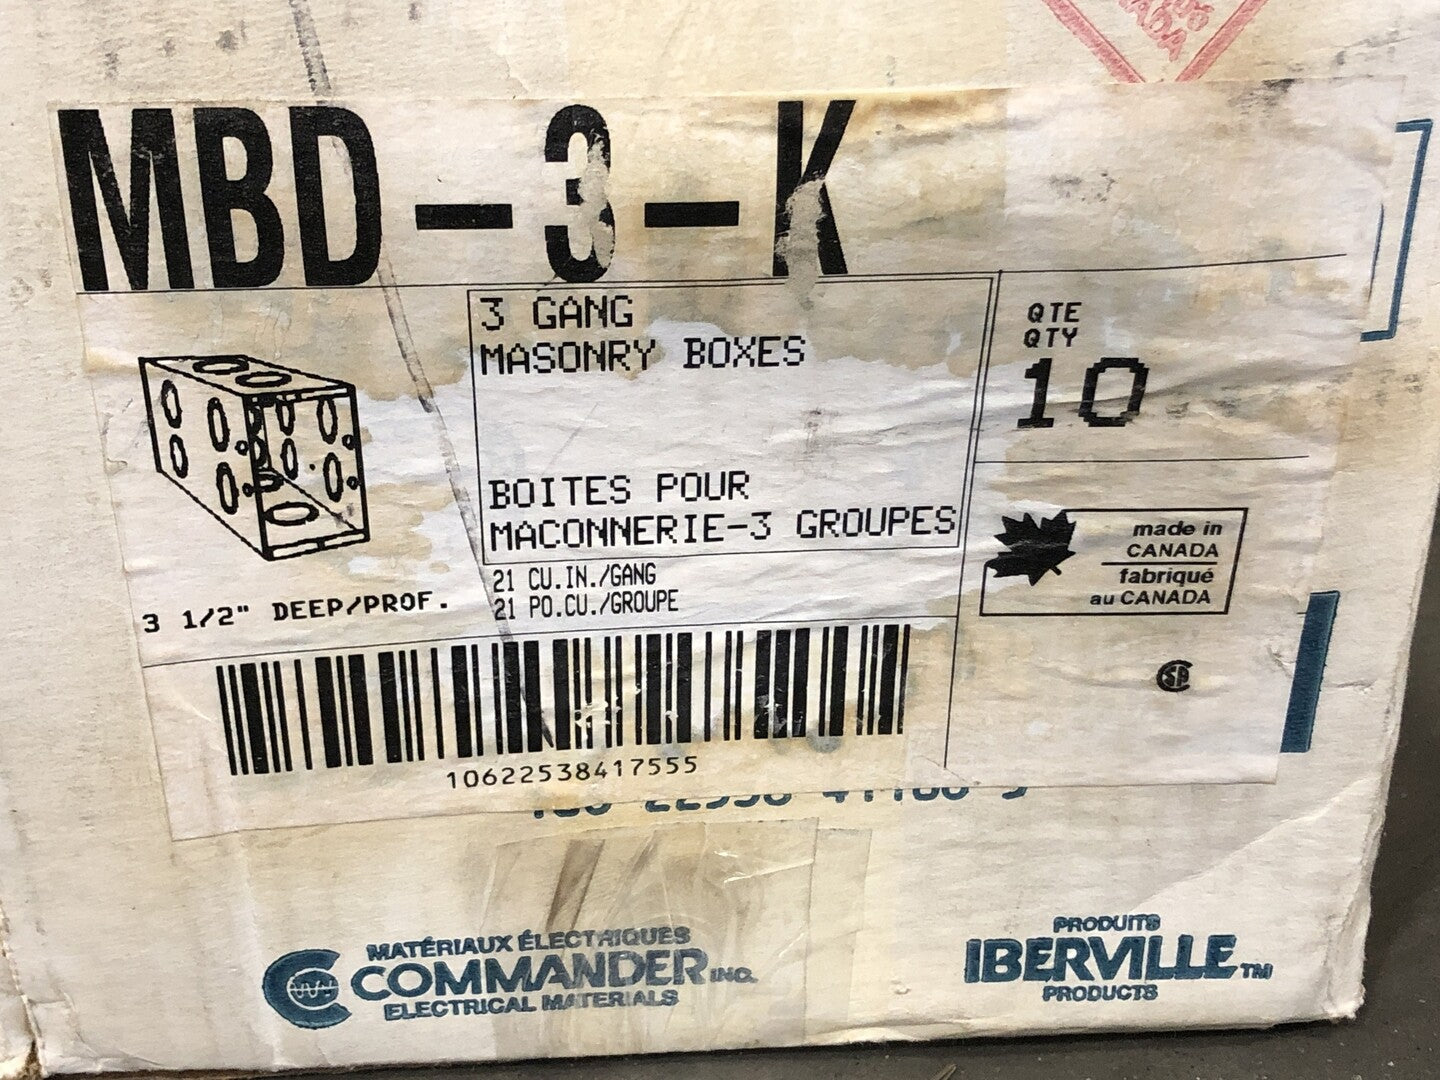 MBD-3-K
3 GANG
MASONRY BOXES
BOITES POUR
MACONNERIE-3 GROUPES
21 CU.IN./GANG
21 PO.CU./GROUPE
3 1/2" DEEP/PROF.
QTE
QTY
10
made in
CANADA
fabriqué
au CANADA
CSA
10622538417555
MATÉRIAUX ÉLECTRIQUES
COMMANDER INC.
ELECTRICAL MATERIALS
PRODUITS
IBERVILLE TM
PRODUCTS